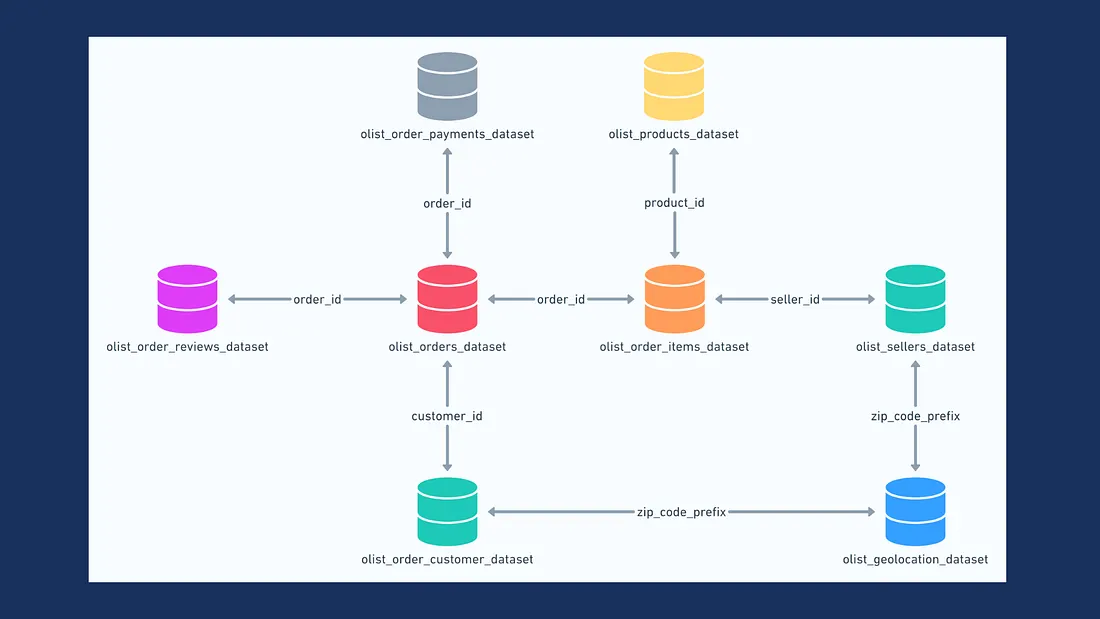 olist_order_payments_dataset
olist_products_dataset
order_id
product_id
order_id
order_id
seller_id
olist_order_reviews_dataset
olist_orders_dataset
olist_order_items_dataset
olist_sellers_dataset
customer_id
zip_code_prefix
zip_code_prefix
olist_order_customer_dataset
olist_geolocation_dataset